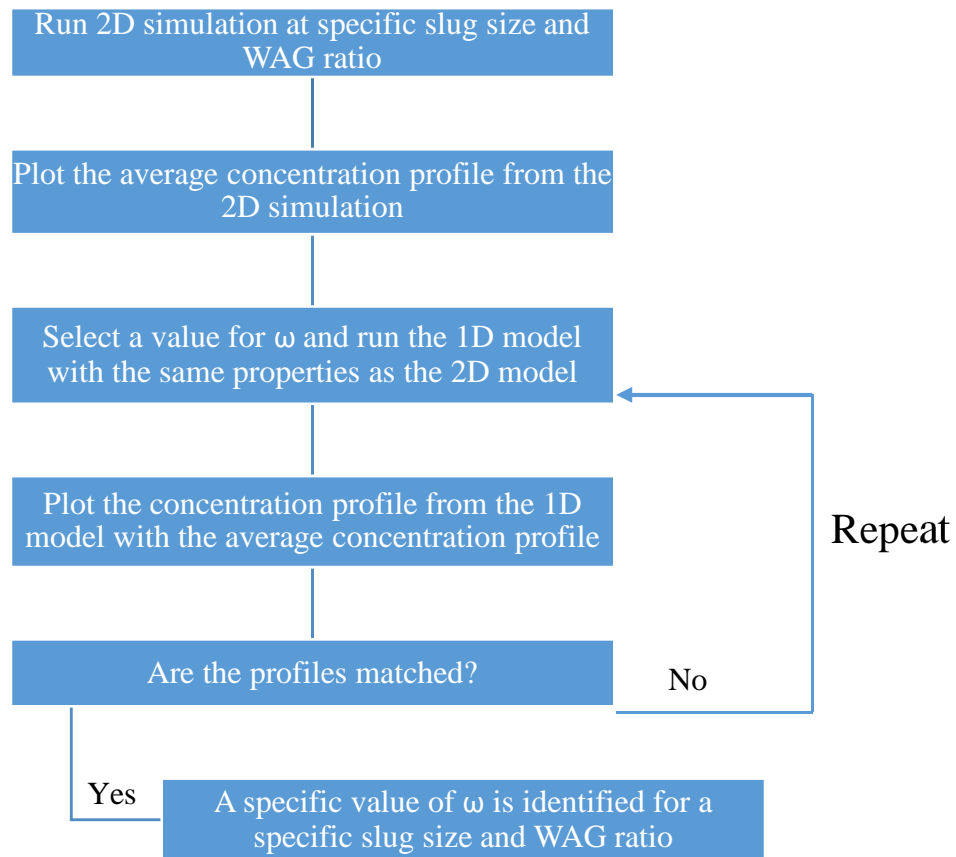 Run 2D simulation at specific slug size and
WAG ratio
Plot the average concentration profile from the
2D simulation
Select a value for ω and run the 1D model
with the same properties as the 2D model
Plot the concentration profile from the 1D
model with the average concentration profile
Repeat
Are the profiles matched?
No
Yes
A specific value of ω is identified for a
specific slug size and WAG ratio